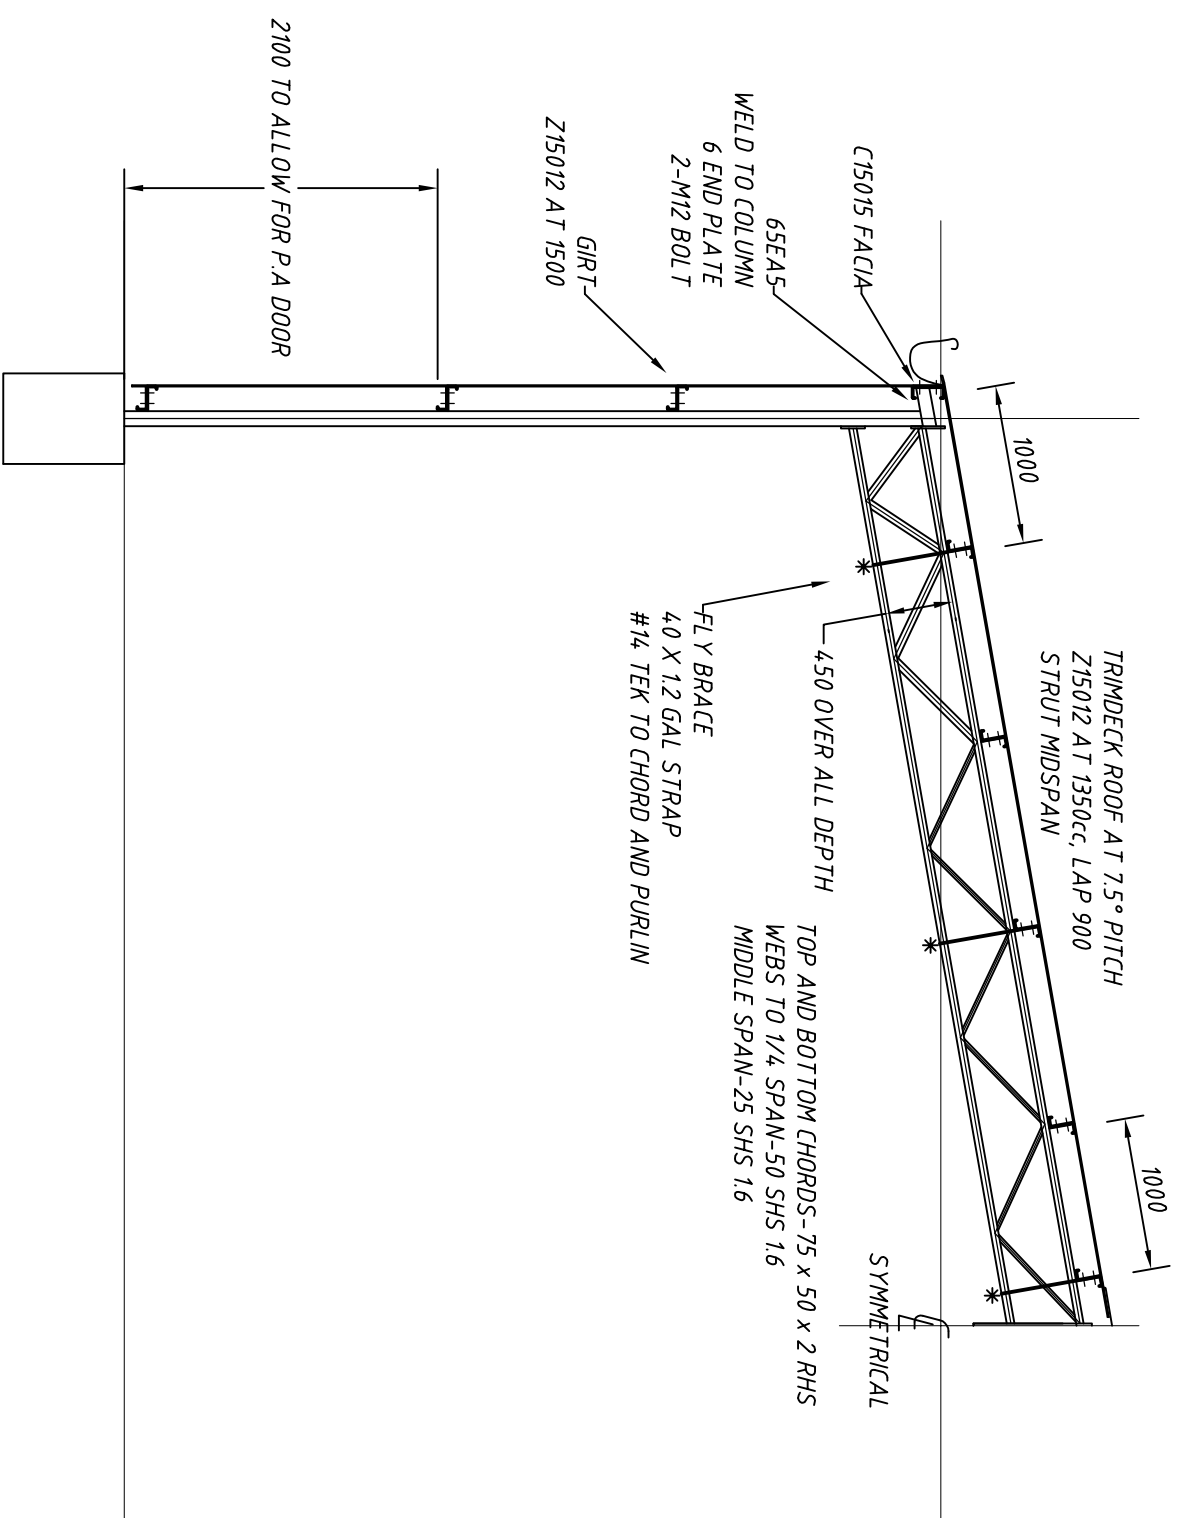 2100 TO ALLOW FOR P.A DOOR
GIRT
Z15012 AT 1500
65EA5
WELD TO COLUMN
6 END PLATE
2-M12 BOLT
C15015 FACIA
1000
TRIMDECK ROOF AT 7.5° PITCH
Z15012 AT 1350cc, LAP 900
STRUT MIDSPAN
450 OVER ALL DEPTH
FLY BRACE
40 X 1.2 GAL STRAP
#14 TEK TO CHORD AND PURLIN
TOP AND BOTTOM CHORDS-75 x 50 x 2 RHS
WEBS TO 1/4 SPAN-50 SHS 1.6
MIDDLE SPAN-25 SHS 1.6
1000
SYMMETRICAL